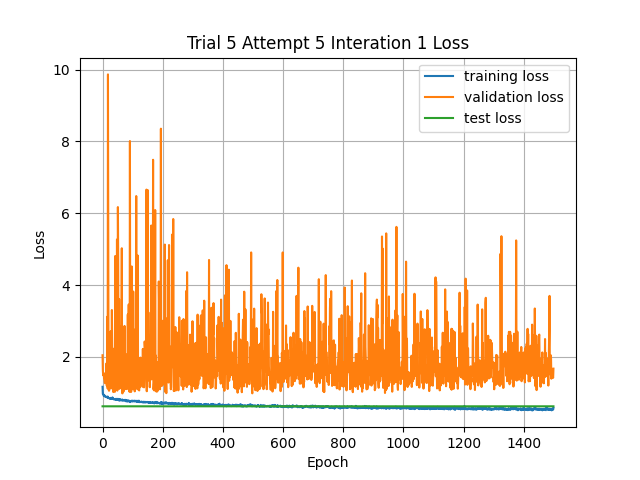 Trial 5 Attempt 5 Interation 1 Loss
training loss
validation loss
test loss
10
8
6
4
2
Loss
0 200 400 600 800 1000 1200 1400
Epoch